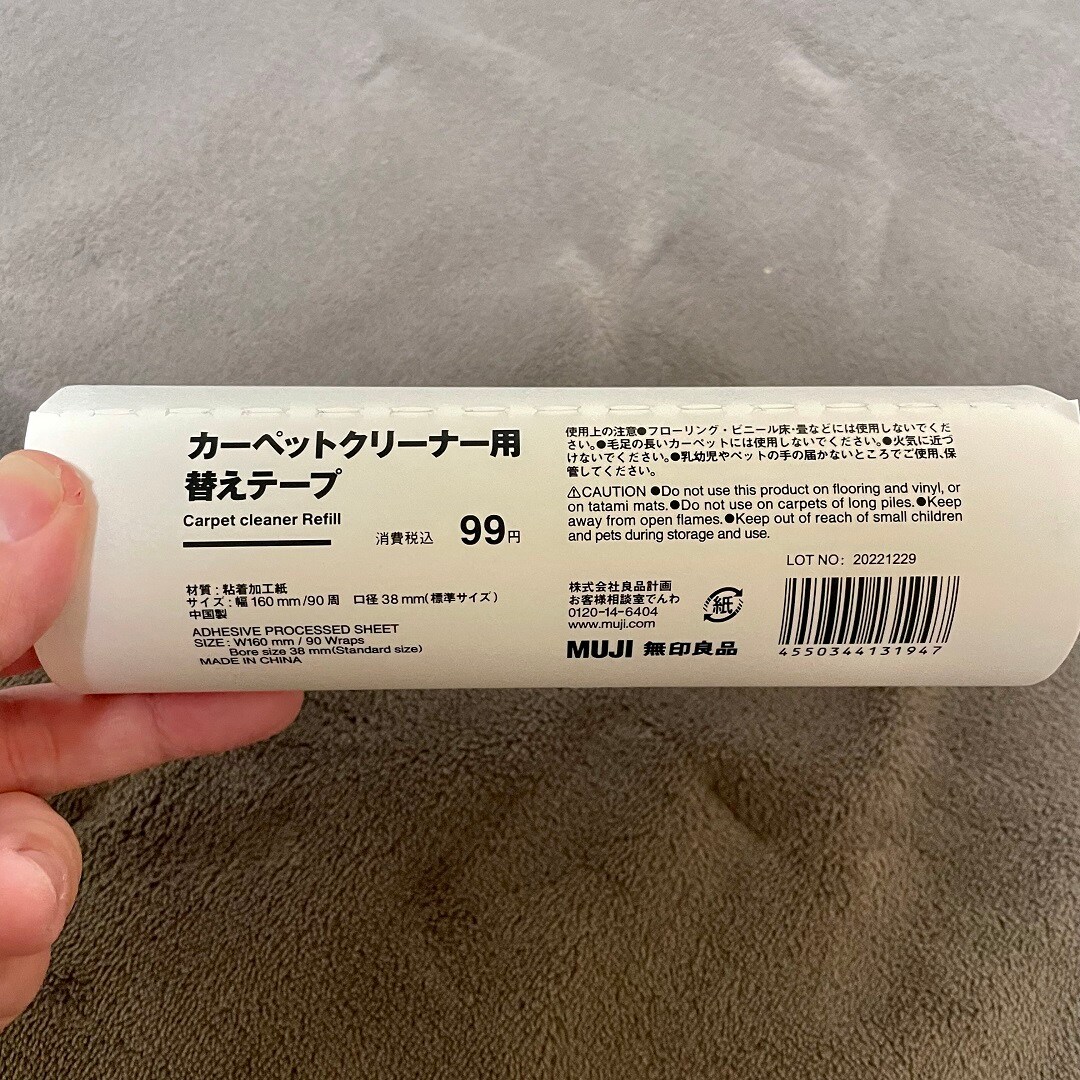 カーペットクリーナー用
替えテープ
Carpet cleaner Refill
消費税込 99円
材質：粘着加工紙
サイズ：幅160mm/90周 口径38mm(標準サイズ)
中国製
ADHESIVE PROCESSED SHEET
SIZE: W160 mm / 90 Wraps
Bore size 38 mm(Standard size)
MADE IN CHINA
使用上の注意●フローリング・ビニール床・畳などには使用しないでくだ
さい。●毛足の長いカーペットには使用しないでください。●火気に近づ
けないでください。●乳幼児やペットの手の届かないところでご使用、保
管してください。
⚠CAUTION ●Do not use this product on flooring and vinyl, or
on tatami mats.●Do not use on carpets of long piles.●Keep
away from open flames.●Keep out of reach of small children
and pets during storage and use.
LOT NO: 20221229
株式会社良品計画
お客様相談室でんわ
0120-14-6404
www.muji.com
紙
MUJI 無印良品
4550344131947